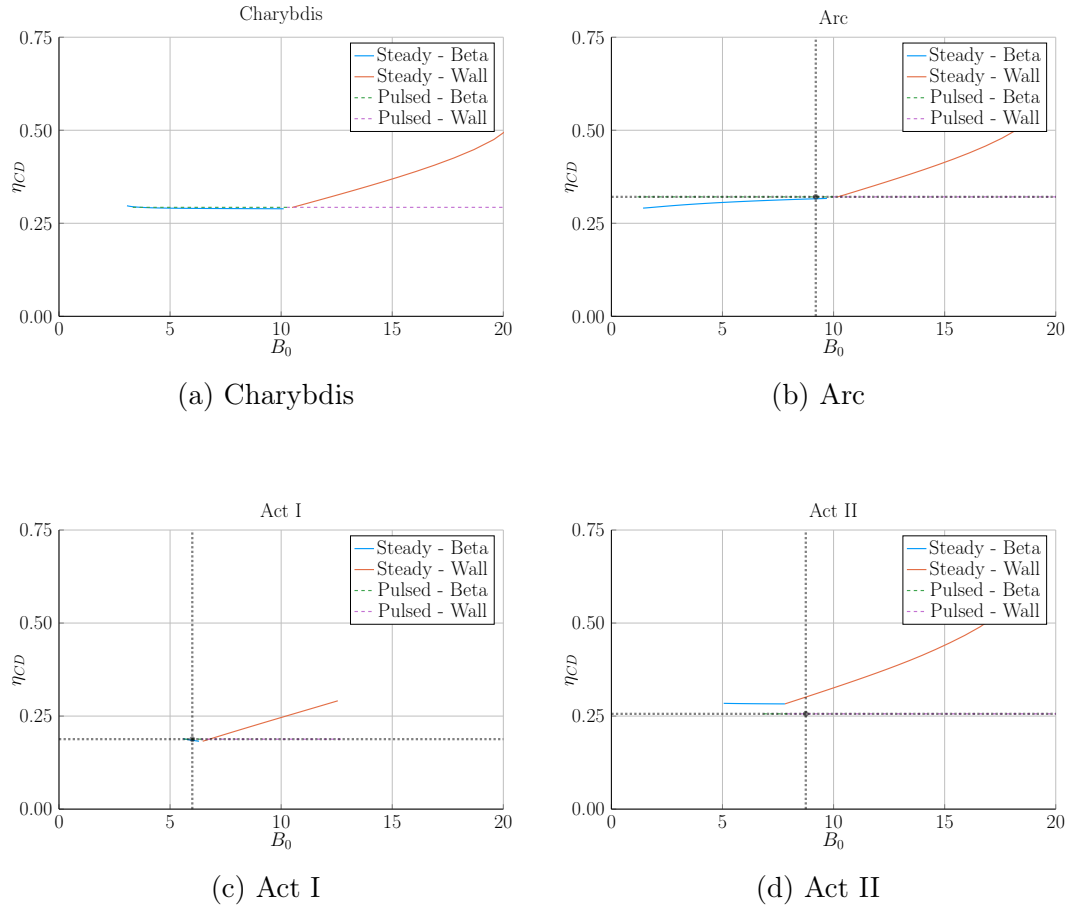 Charybdis
0.75
0.50
0.25
0.00
η_CD
0 5 10 15 20
B_0
Steady - Beta
Steady - Wall
Pulsed - Beta
Pulsed - Wall
(a) Charybdis
Arc
0.75
0.50
0.25
0.00
η_CD
0 5 10 15 20
B_0
Steady - Beta
Steady - Wall
Pulsed - Beta
Pulsed - Wall
(b) Arc
Act I
0.75
0.50
0.25
0.00
η_CD
0 5 10 15 20
B_0
Steady - Beta
Steady - Wall
Pulsed - Beta
Pulsed - Wall
(c) Act I
Act II
0.75
0.50
0.25
0.00
η_CD
0 5 10 15 20
B_0
Steady - Beta
Steady - Wall
Pulsed - Beta
Pulsed - Wall
(d) Act II